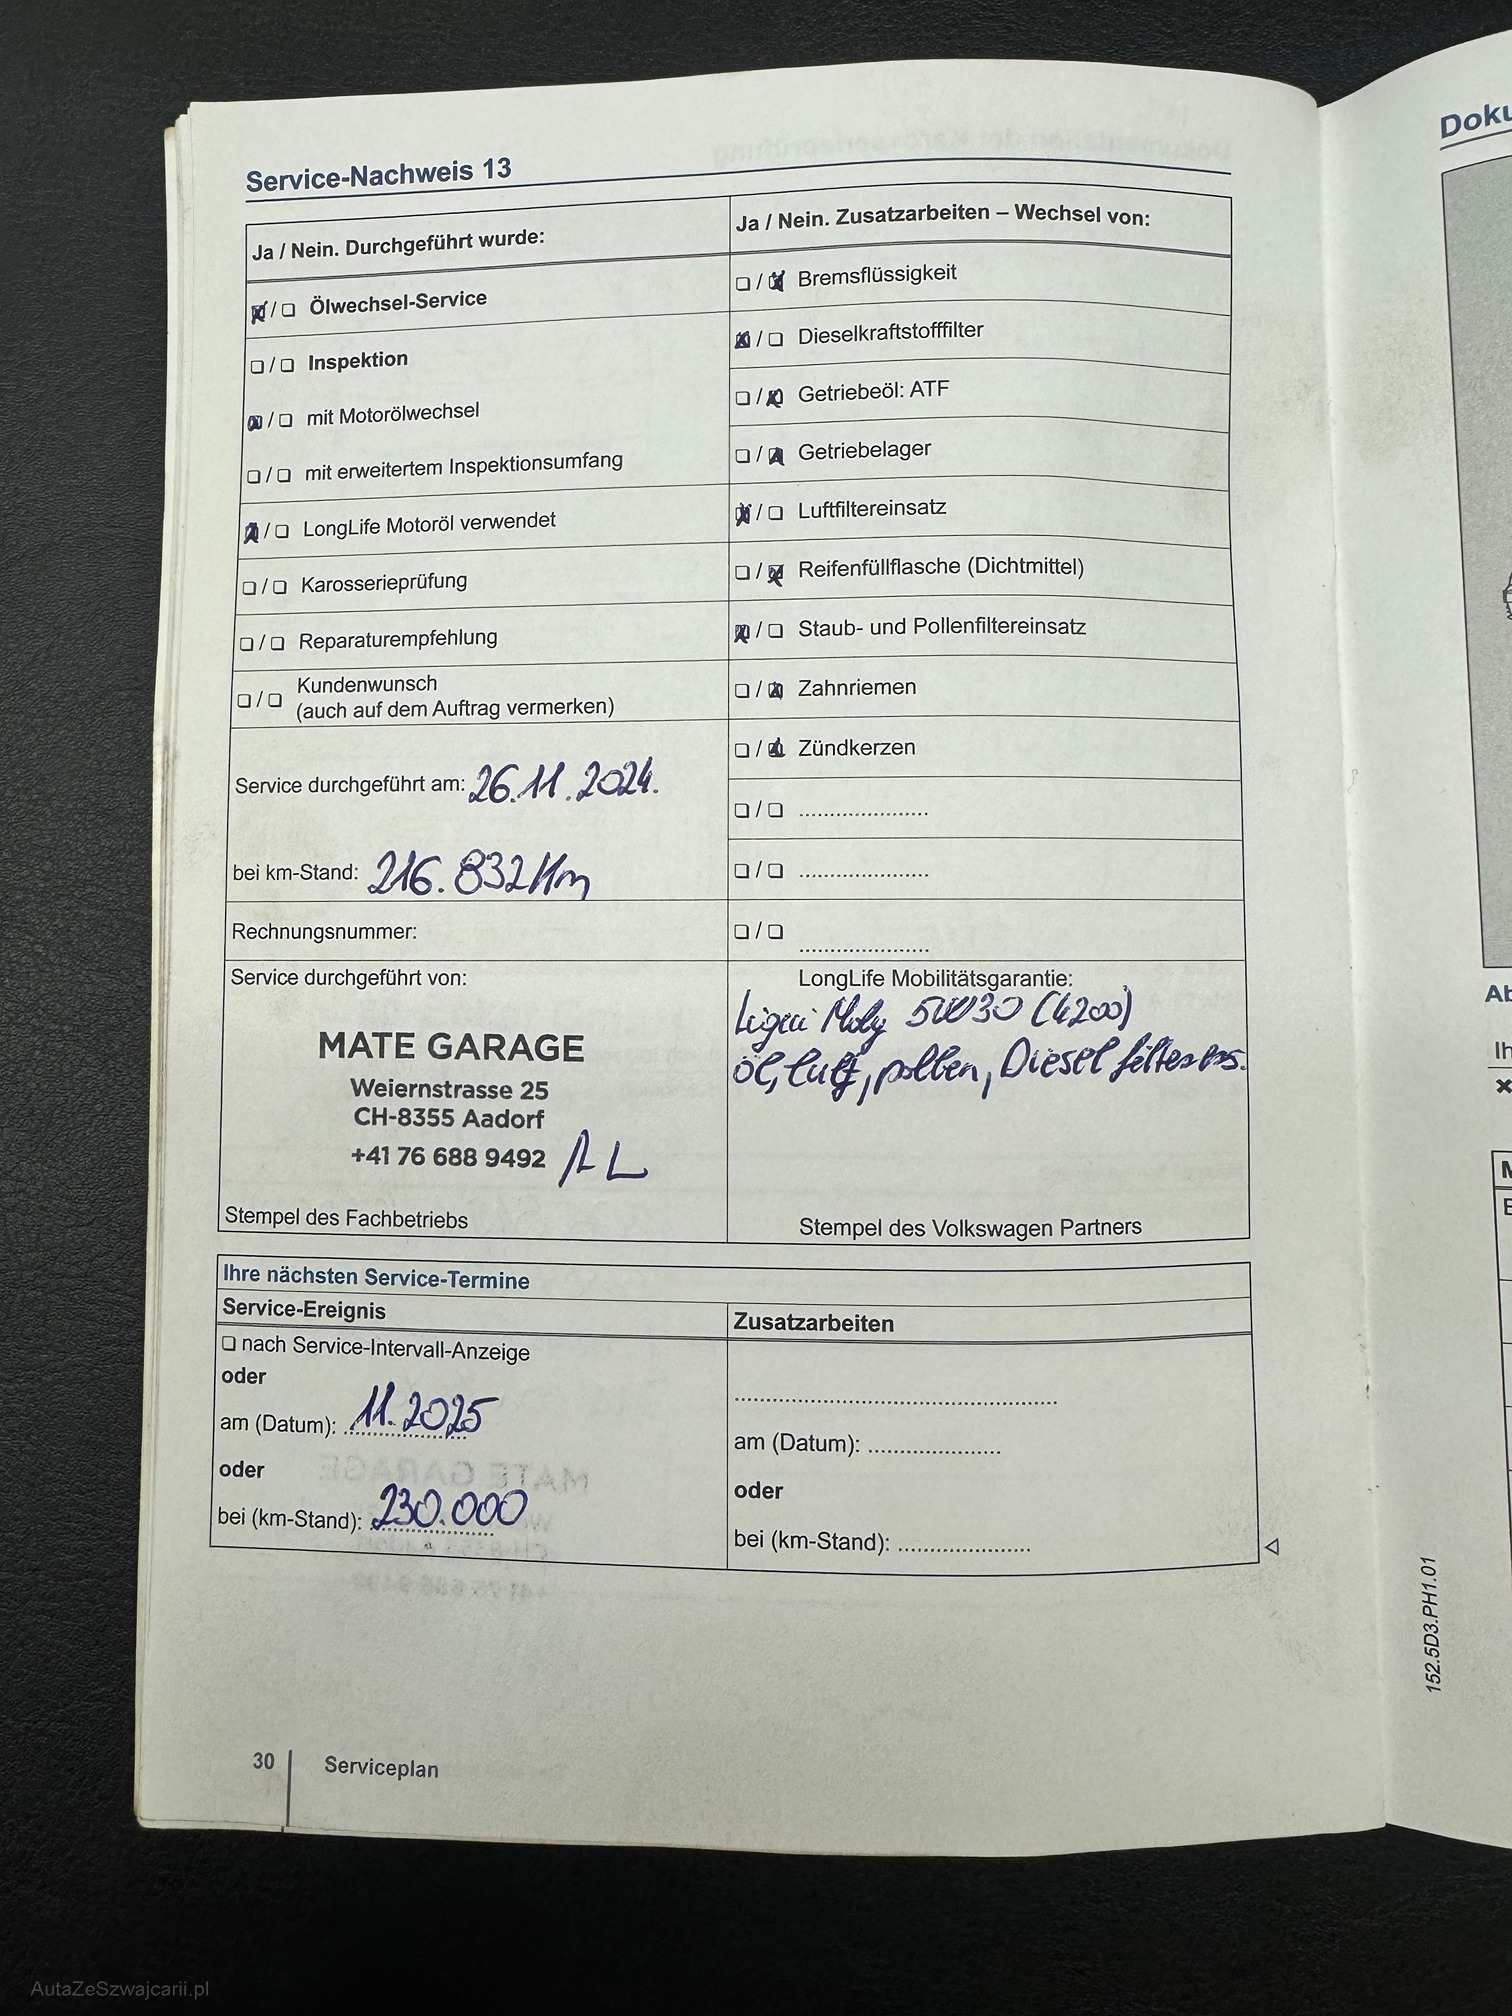 Service-Nachweis 13
Ja / Nein. Durchgeführt wurde:
Ölwechsel-Service
Inspektion
mit Motorölwechsel
mit erweitertem Inspektionsumfang
LongLife Motoröl verwendet
Karosserieprüfung
Reparaturempfehlung
Kundenwunsch
(auch auf dem Auftrag vermerken)
Service durchgeführt am: 26.11.2024.
bei km-Stand: 216.832 Km
Rechnungsnummer:
Service durchgeführt von:
MATE GARAGE
Weiernstrasse 25
CH-8355 Aadorf
+41 76 688 9492
Stempel des Fachbetriebs
Ja / Nein. Zusatzarbeiten – Wechsel von:
Bremsflüssigkeit
Dieselkraftstofffilter
Getriebeöl: ATF
Getriebelager
Luftfiltereinsatz
Reifenfüllflasche (Dichtmittel)
Staub- und Pollenfiltereinsatz
Zahnriemen
Zündkerzen
LongLife Mobilitätsgarantie:
Liqui Moly 5W30 (4200)
öl, luft, pollen, Diesel filter
Stempel des Volkswagen Partners
Ihre nächsten Service-Termine
Service-Ereignis
nach Service-Intervall-Anzeige
oder
am (Datum): 11.2025
oder
bei (km-Stand): 230.000
Zusatzarbeiten
am (Datum):
oder
bei (km-Stand):
30 Serviceplan
152.5D3.PH1.01
Doku
Ab
Ih
AutaZeSzwajcarii.pl